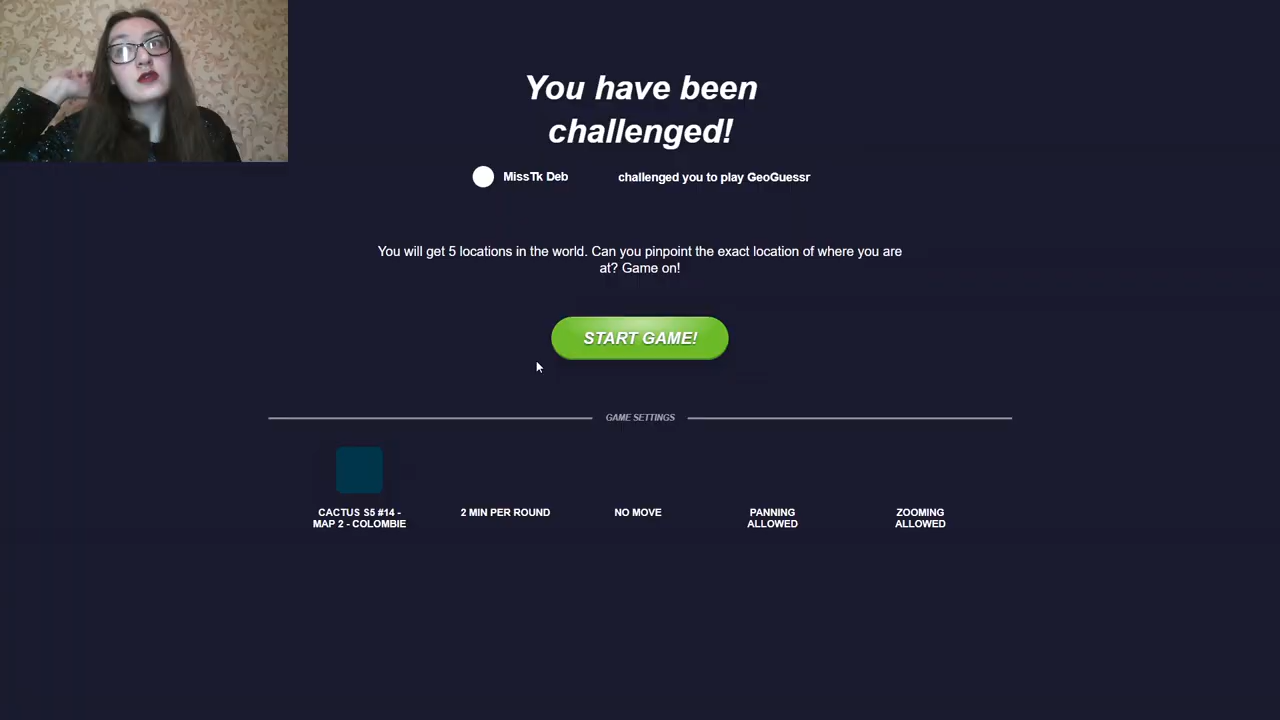 You have been
challenged!
MissTk Deb challenged you to play GeoGuessr
You will get 5 locations in the world. Can you pinpoint the exact location of where you are
at? Game on!
START GAME!
GAME SETTINGS
CACTUS S5 #14 -
MAP 2 - COLOMBIE
2 MIN PER ROUND
NO MOVE
PANNING
ALLOWED
ZOOMING
ALLOWED